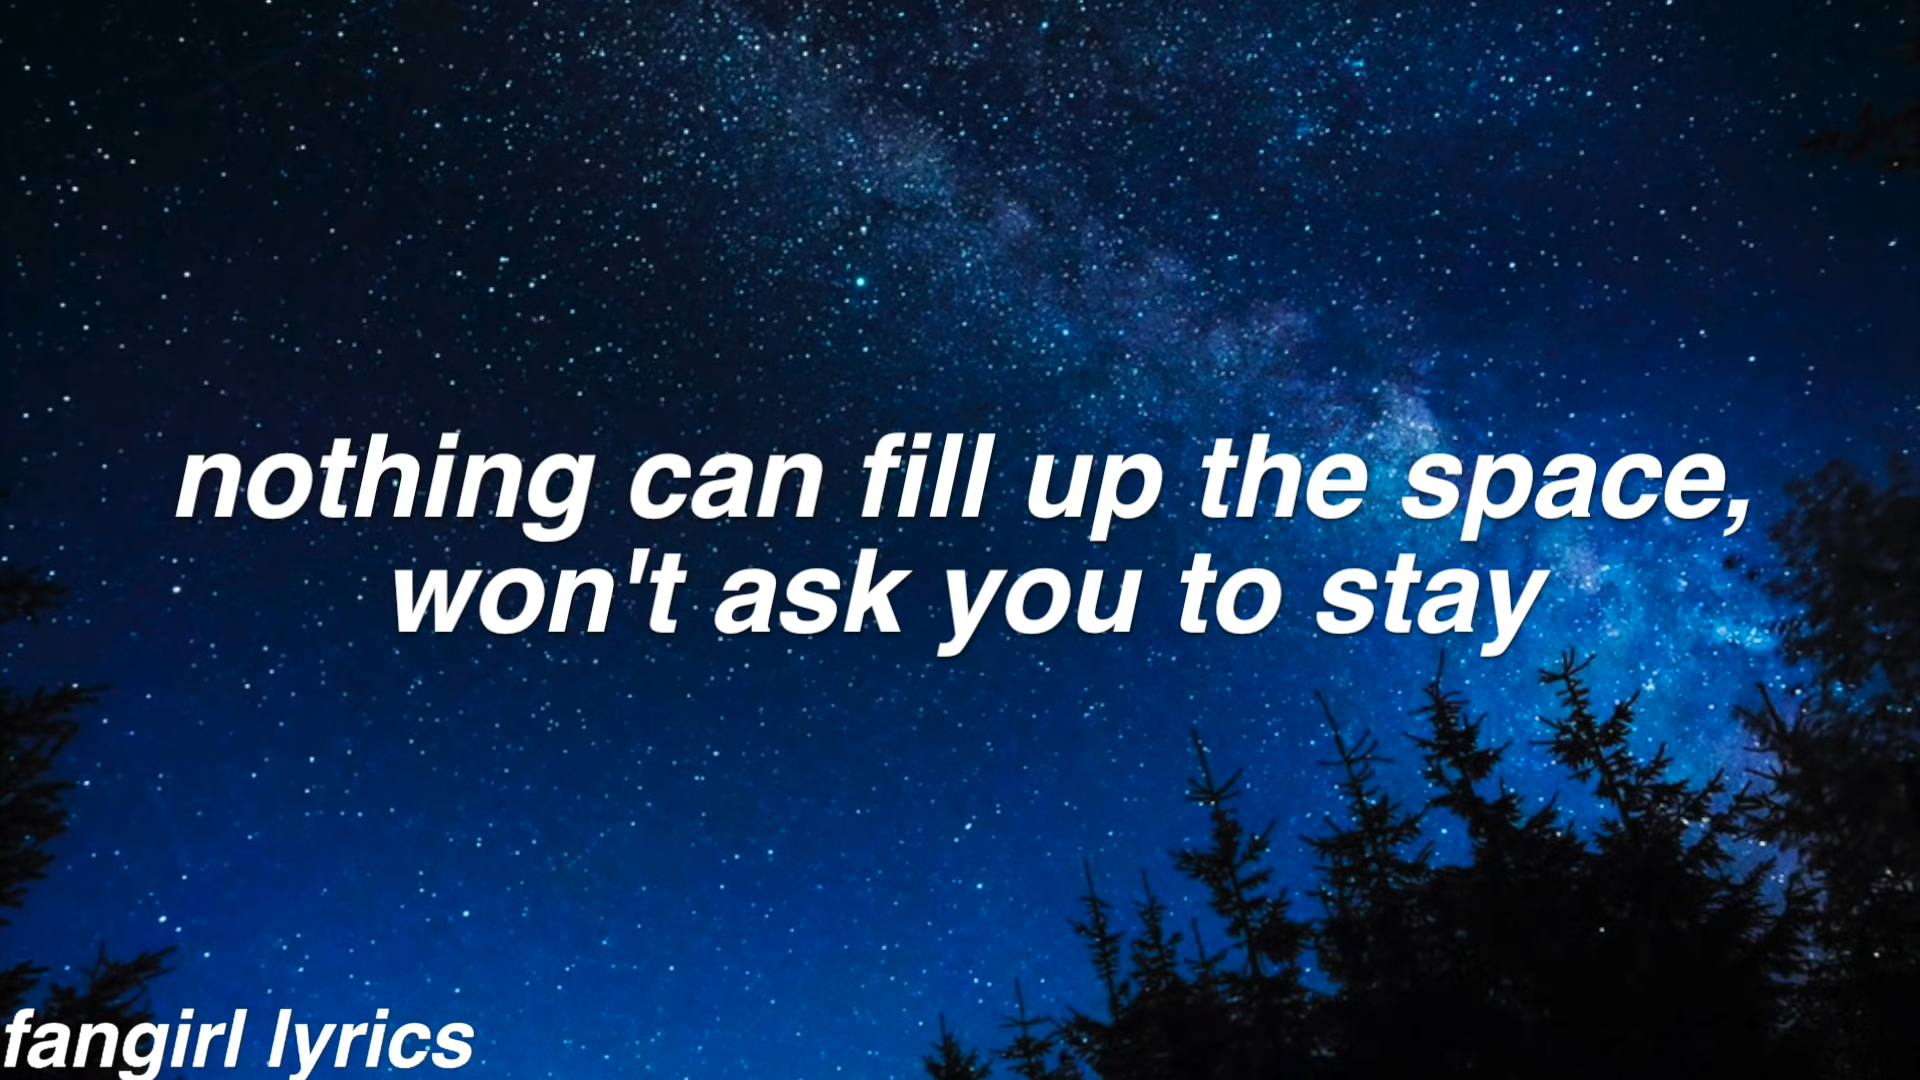 nothing can fill up the space,
won't ask you to stay
fangirl lyrics